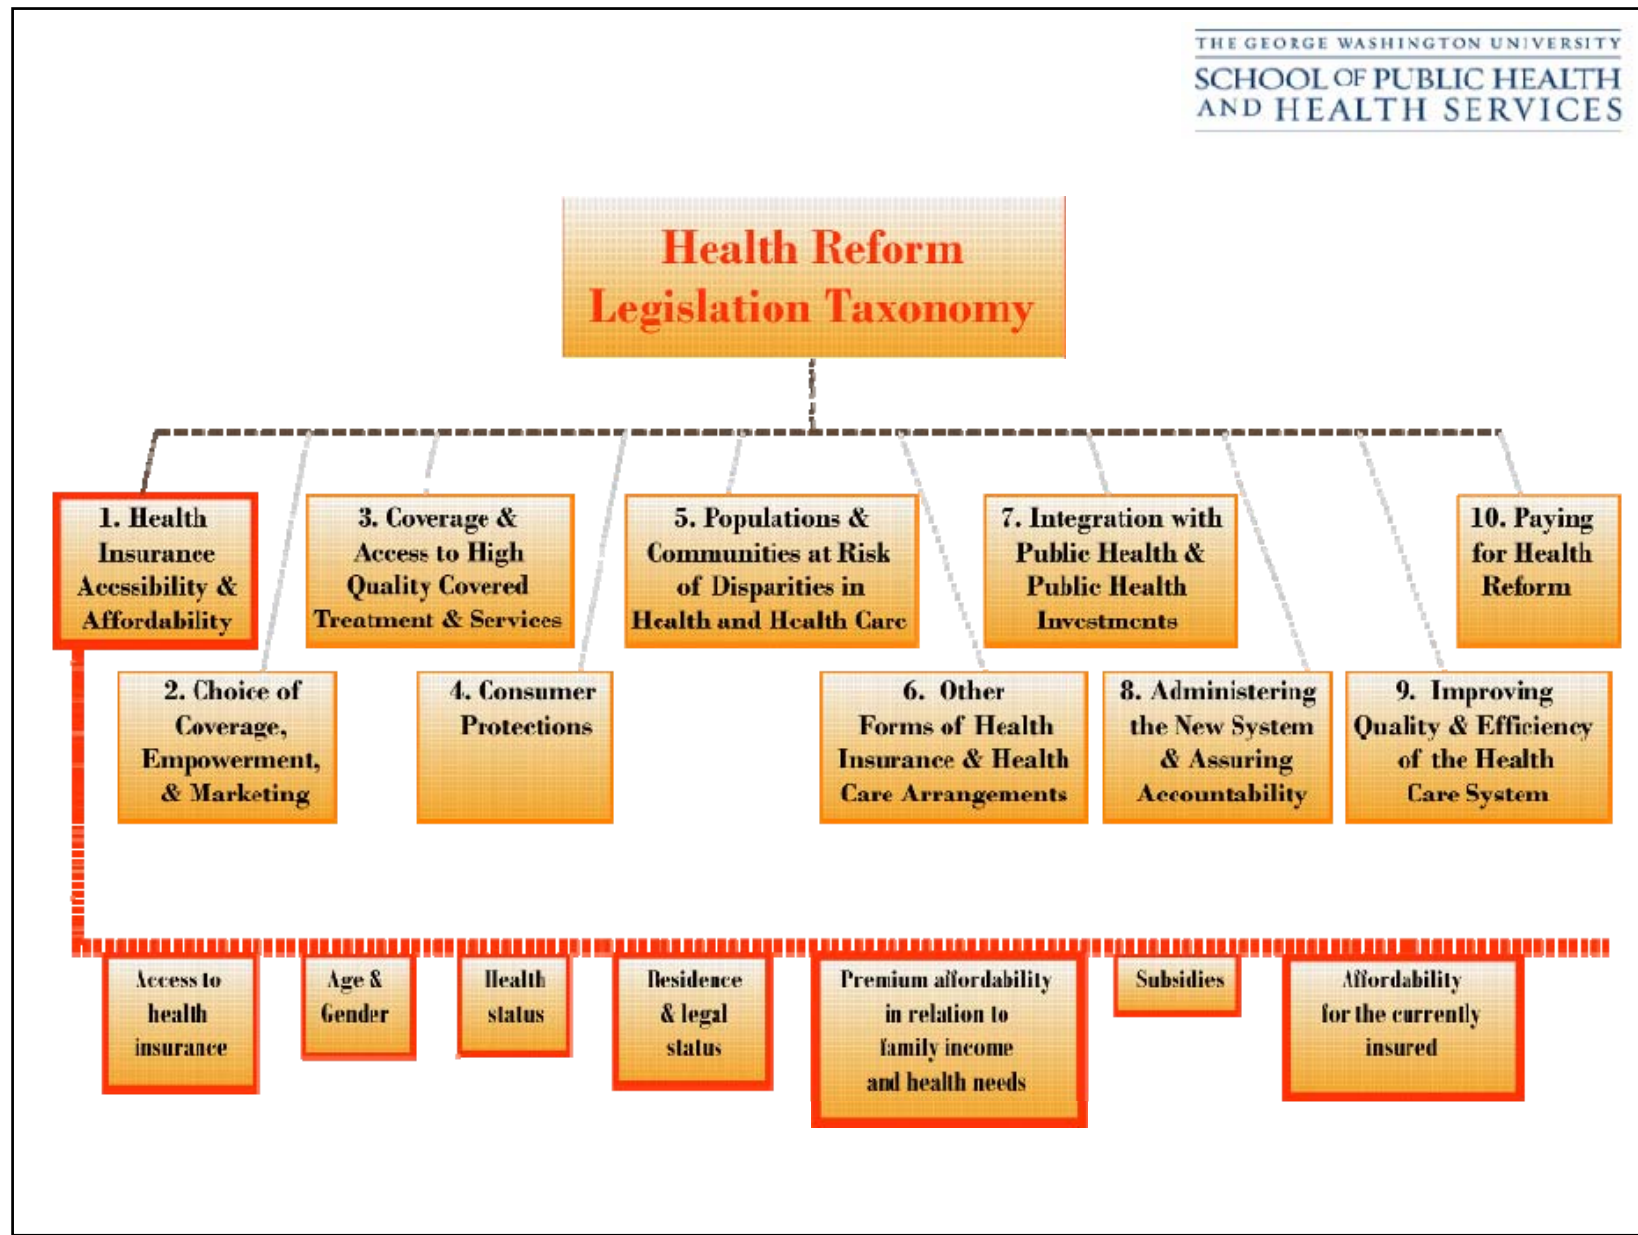 THE GEORGE WASHINGTON UNIVERSITY
SCHOOL OF PUBLIC HEALTH
AND HEALTH SERVICES
Health Reform
Legislation Taxonomy
1. Health
Insurance
Acessibility &
Affordability
3. Coverage &
Access to High
Quality Covered
Treatment & Services
5. Populations &
Communities at Risk
of Disparities in
Health and Health Care
7. Integration with
Public Health &
Public Health
Investments
10. Paying
for Health
Reform
2. Choice of
Coverage,
Empowerment,
& Marketing
4. Consumer
Protections
6. Other
Forms of Health
Insurance & Health
Care Arrangements
8. Administering
the New System
& Assuring
Accountability
9. Improving
Quality & Efficiency
of the Health
Care System
Access to
health
insurance
Age &
Gender
Health
status
Residence
& legal
status
Premium affordability
in relation to
family income
and health needs
Subsidies
Affordability
for the currently
insured